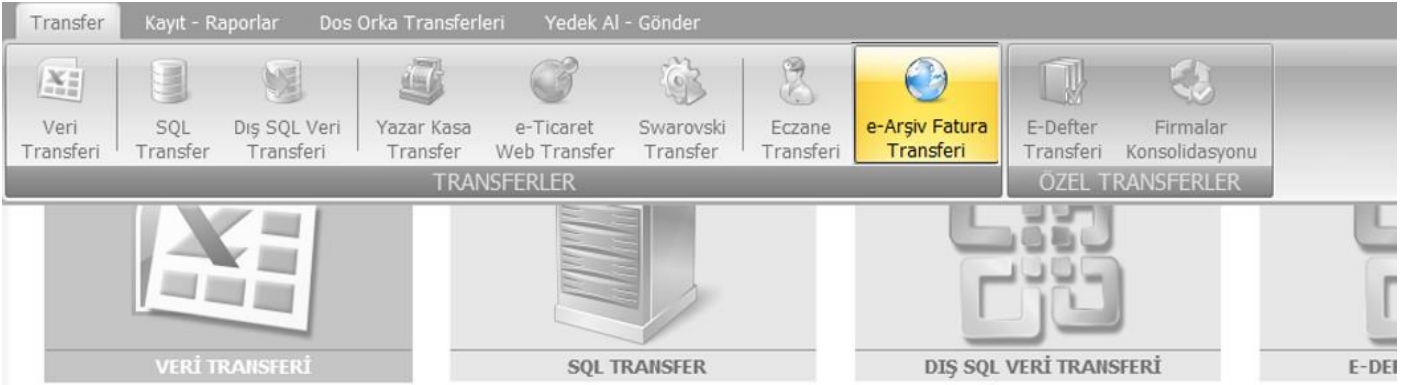 Transfer Kayıt - Raporlar Dos Orka Transferleri Yedek Al - Gönder
Veri Transferi
SQL Transfer
Dış SQL Veri Transferi
Yazar Kasa Transfer
e-Ticaret Web Transfer
Swarovski Transfer
Eczane Transferi
e-Arşiv Fatura Transferi
E-Defter Transferi
Firmalar Konsolidasyonu
TRANSFERLER ÖZEL TRANSFERLER
VERİ TRANSFERİ SQL TRANSFER DIŞ SQL VERİ TRANSFERİ E-DEF